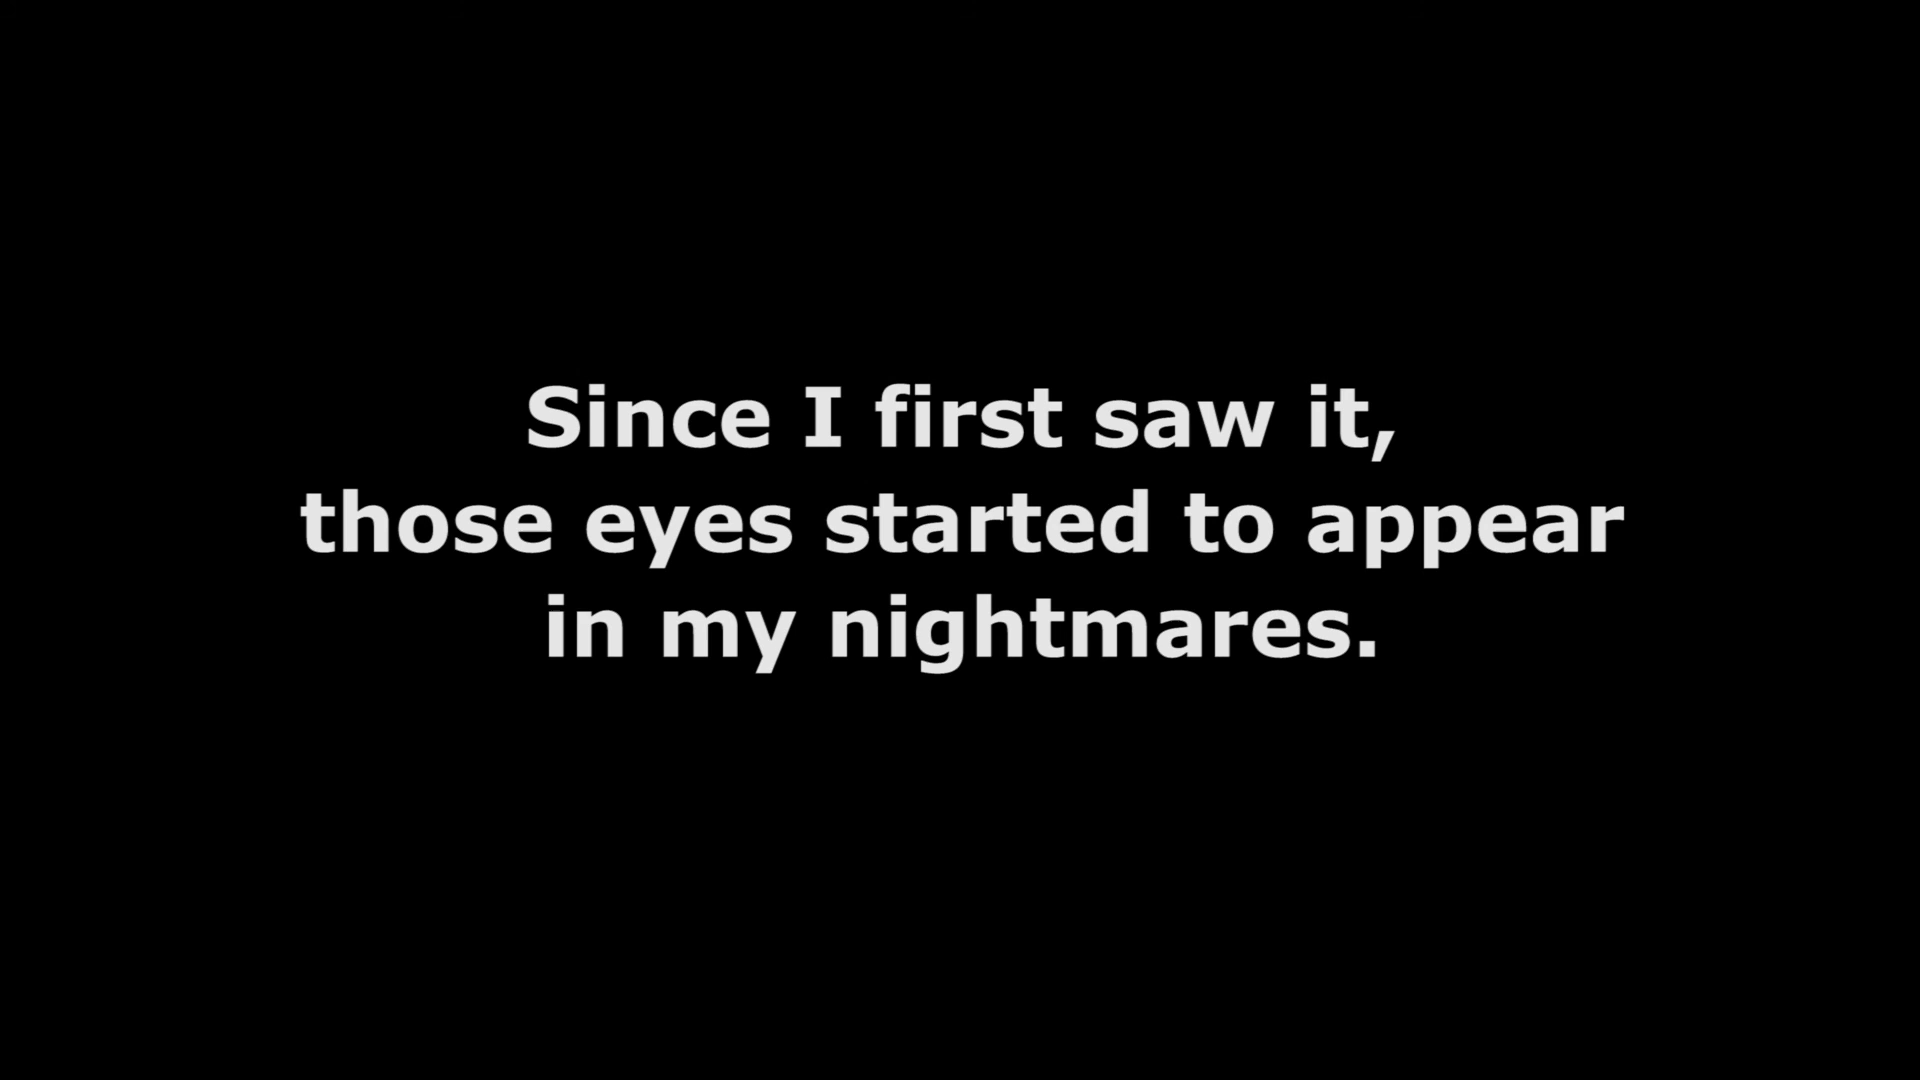 Since I first saw it,
those eyes started to appear
in my nightmares.